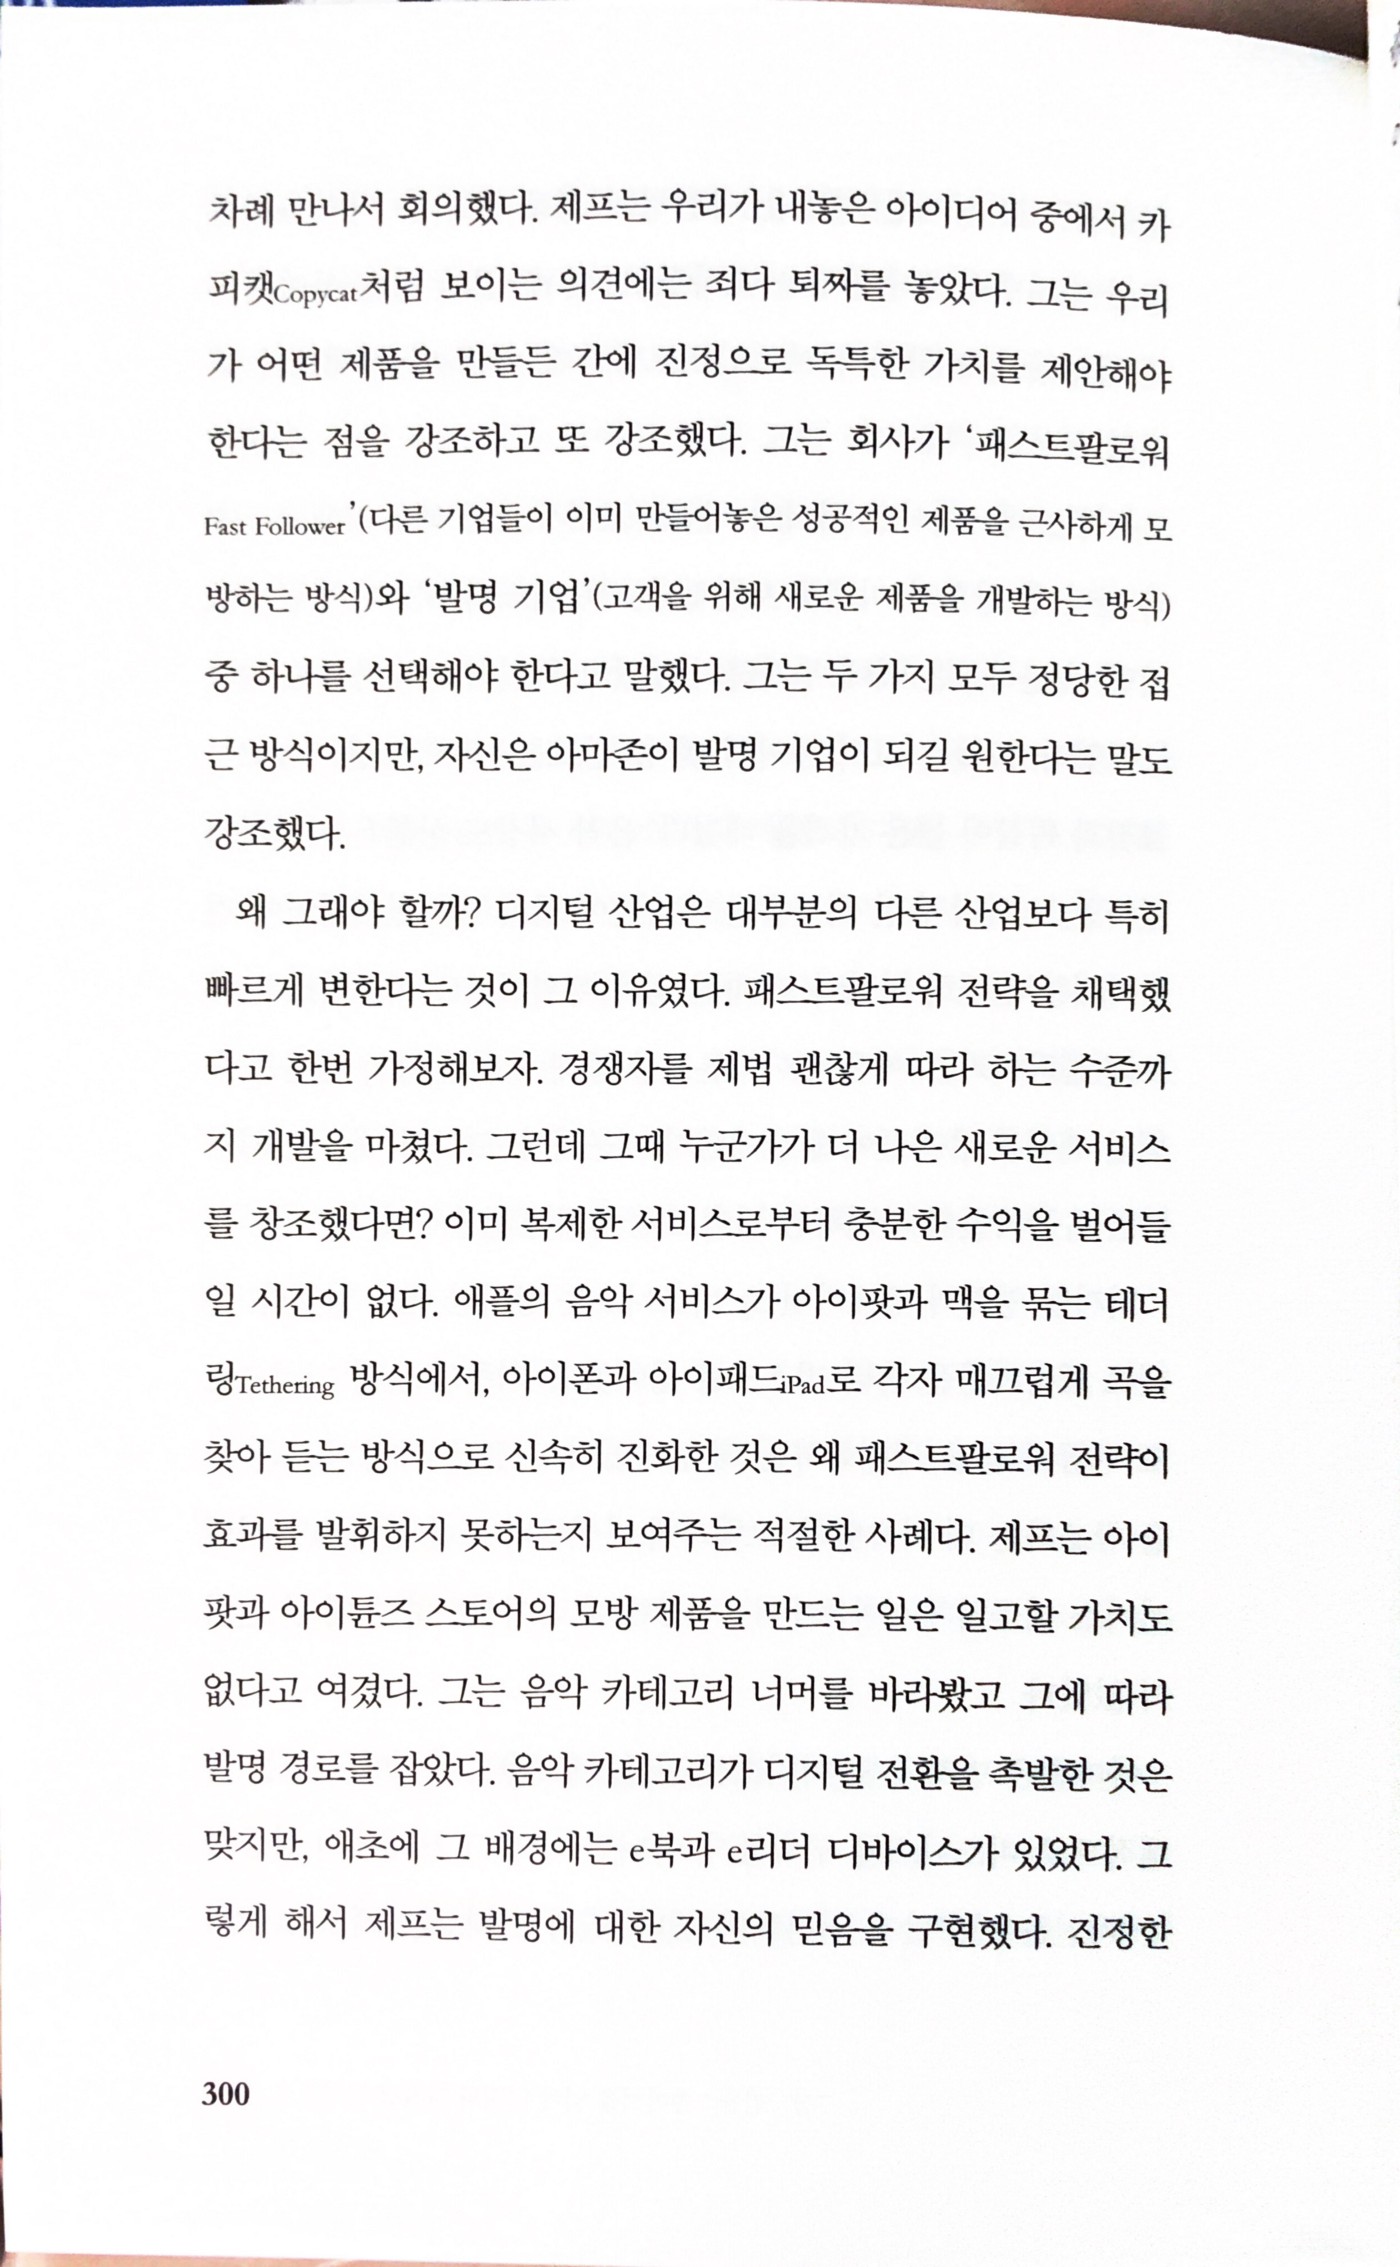 차례 만나서 회의했다. 제프는 우리가 내놓은 아이디어 중에서 카
피캣Copycat처럼 보이는 의견에는 죄다 퇴짜를 놓았다. 그는 우리
가 어떤 제품을 만들든 간에 진정으로 독특한 가치를 제안해야
한다는 점을 강조하고 또 강조했다. 그는 회사가 ‘패스트팔로워
Fast Follower’(다른 기업들이 이미 만들어놓은 성공적인 제품을 근사하게 모
방하는 방식)와 ‘발명 기업’(고객을 위해 새로운 제품을 개발하는 방식)
중 하나를 선택해야 한다고 말했다. 그는 두 가지 모두 정당한 접
근 방식이지만, 자신은 아마존이 발명 기업이 되길 원한다는 말도
강조했다.
왜 그래야 할까? 디지털 산업은 대부분의 다른 산업보다 특히
빠르게 변한다는 것이 그 이유였다. 패스트팔로워 전략을 채택했
다고 한번 가정해보자. 경쟁자를 제법 괜찮게 따라 하는 수준까
지 개발을 마쳤다. 그런데 그때 누군가가 더 나은 새로운 서비스
를 창조했다면? 이미 복제한 서비스로부터 충분한 수익을 벌어들
일 시간이 없다. 애플의 음악 서비스가 아이팟과 맥을 묶는 테더
링Tethering 방식에서, 아이폰과 아이패드iPad로 각자 매끄럽게 곡을
찾아 듣는 방식으로 신속히 진화한 것은 왜 패스트팔로워 전략이
효과를 발휘하지 못하는지 보여주는 적절한 사례다. 제프는 아이
팟과 아이튠즈 스토어의 모방 제품을 만드는 일은 일고할 가치도
없다고 여겼다. 그는 음악 카테고리 너머를 바라봤고 그에 따라
발명 경로를 잡았다. 음악 카테고리가 디지털 전환을 촉발한 것은
맞지만, 애초에 그 배경에는 e북과 e리더 디바이스가 있었다. 그
렇게 해서 제프는 발명에 대한 자신의 믿음을 구현했다. 진정한
300